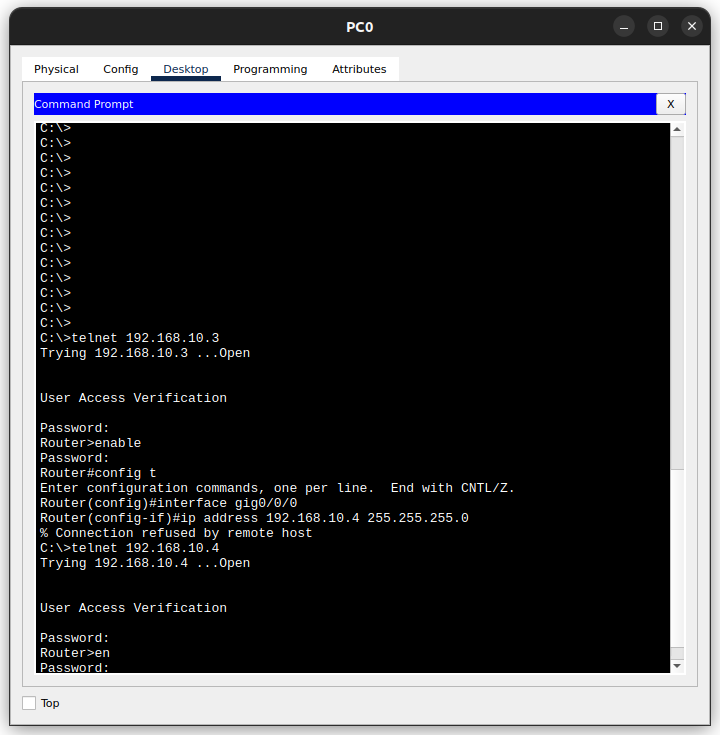 PC0
Physical Config Desktop Programming Attributes
Command Prompt X
C:\>
C:\>
C:\>
C:\>
C:\>
C:\>
C:\>
C:\>
C:\>
C:\>
C:\>
C:\>
C:\>
C:\>
C:\>telnet 192.168.10.3
Trying 192.168.10.3 ...Open
User Access Verification
Password:
Router>enable
Password:
Router#config t
Enter configuration commands, one per line.  End with CNTL/Z.
Router(config)#interface gig0/0/0
Router(config-if)#ip address 192.168.10.4 255.255.255.0
% Connection refused by remote host
C:\>telnet 192.168.10.4
Trying 192.168.10.4 ...Open
User Access Verification
Password:
Router>en
Password:
Top